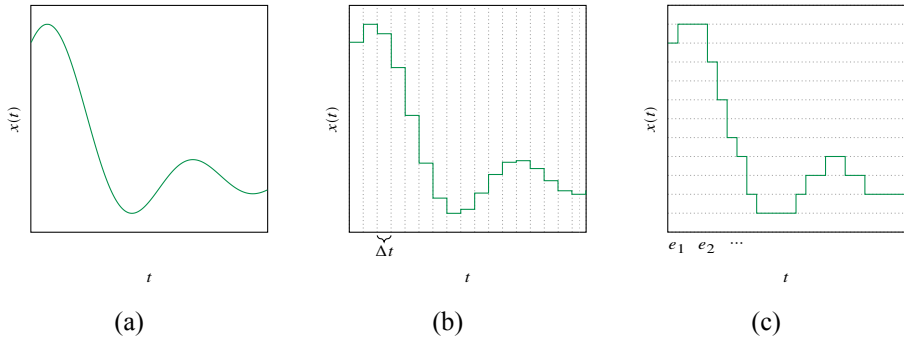 x(t)
t
(a)
x(t)
Δt
t
(b)
x(t)
e₁ e₂ ...
t
(c)